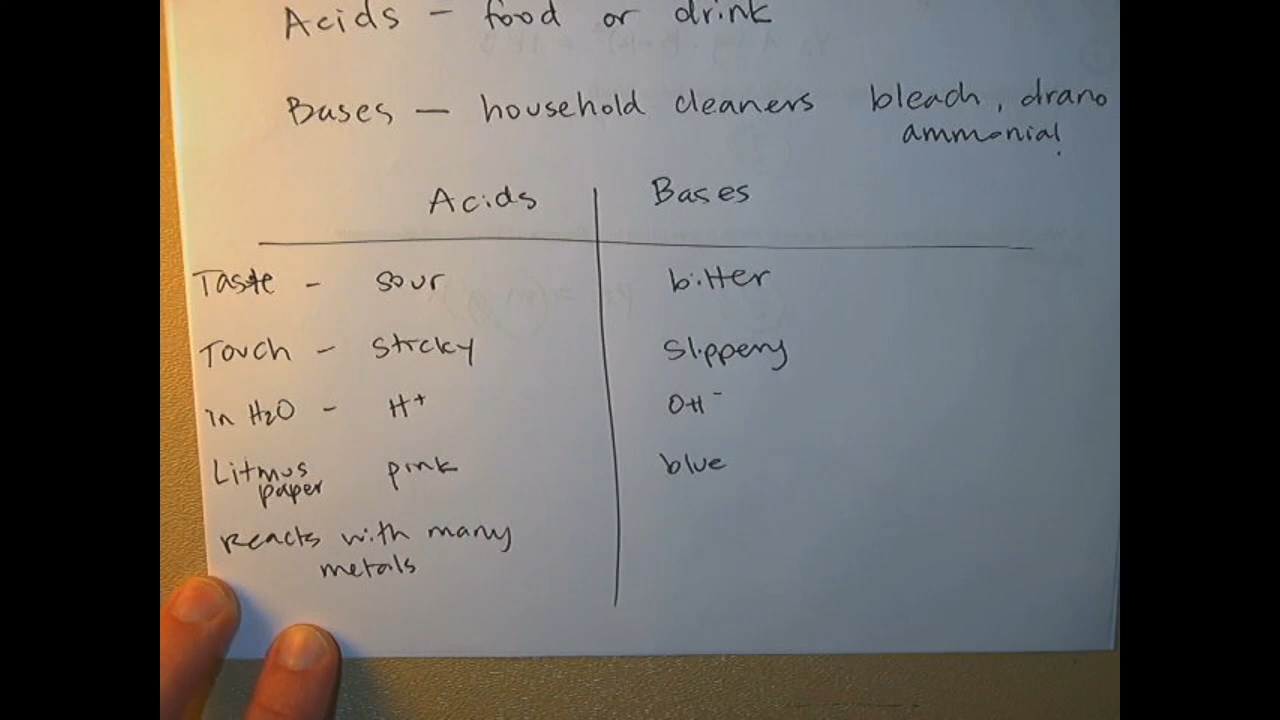 Acids - food or drink
Bases - household cleaners bleach, drano
ammonia!
Acids Bases
Taste - sour bitter
Touch - sticky slippery
in H2O - H+ OH-
Litmus pink blue
paper
reacts with many
metals